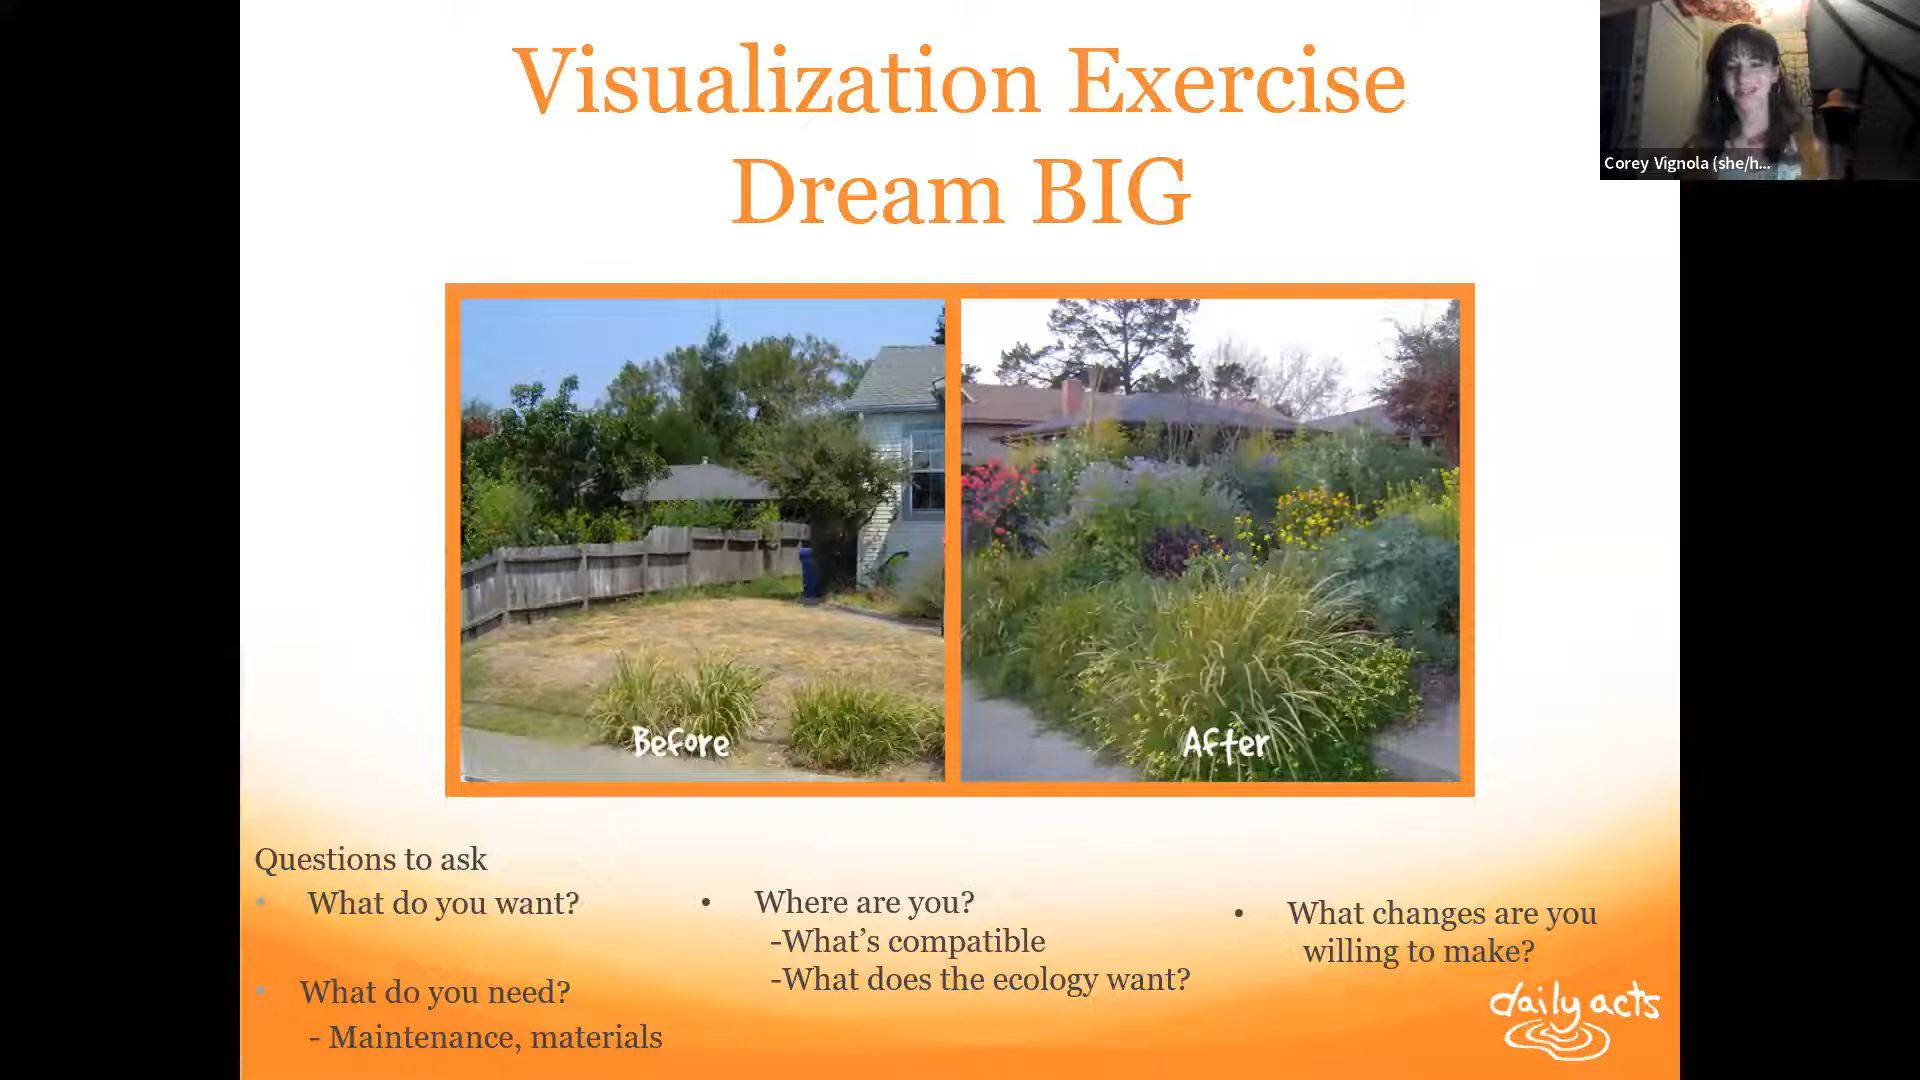 Visualization Exercise
Dream BIG
Corey Vignola (she/h...
Before
After
Questions to ask
• What do you want?
• What do you need?
- Maintenance, materials
• Where are you?
-What's compatible
-What does the ecology want?
• What changes are you
willing to make?
daily acts